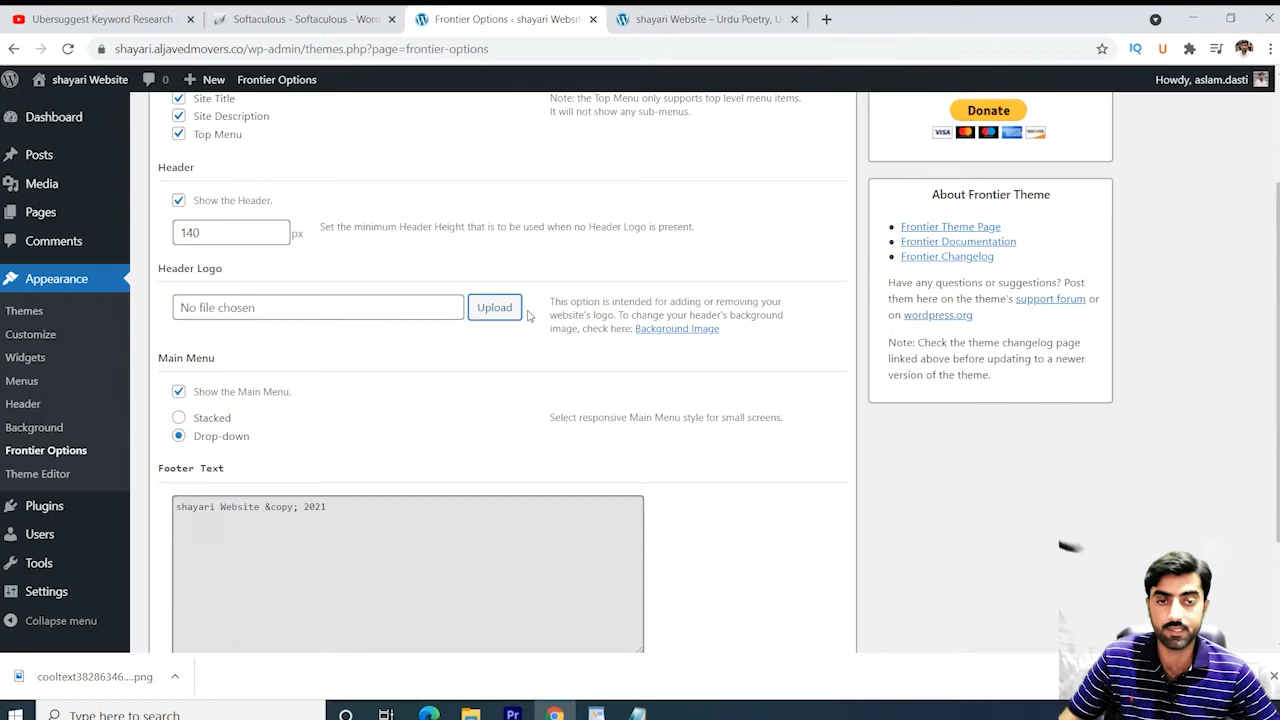 Ubersuggest Keyword Research
Softaculous - Softaculous - Wor
Frontier Options ‹ shayari Websit
shayari Website – Urdu Poetry, U
shayari.aljavedmovers.co/wp-admin/themes.php?page=frontier-options
shayari Website
0
New
Frontier Options
Howdy, aslam.dasti
Dashboard
Posts
Media
Pages
Comments
Appearance
Themes
Customize
Widgets
Menus
Header
Background
Frontier Options
Theme Editor
Plugins
Users
Tools
Settings
Collapse menu
Site Title
Site Description
Top Menu
Note: the Top Menu only supports top level menu items.
It will not show any sub-menus.
Header
Show the Header.
140
px
Set the minimum Header Height that is to be used when no Header Logo is present.
Header Logo
No file chosen
Upload
This option is intended for adding or removing your
website's logo. To change your header's background
image, check here: Background Image
Main Menu
Show the Main Menu.
Stacked
Drop-down
Select responsive Main Menu style for small screens.
Footer Text
shayari Website &copy; 2021
Donate
VISA
About Frontier Theme
Frontier Theme Page
Frontier Documentation
Frontier Changelog
Have any questions or suggestions? Post
them here on the theme's support forum or
on wordpress.org
Note: Check the theme changelog page
linked above before updating to a newer
version of the theme.
cooltext38286346....png
Type here to search
Pr